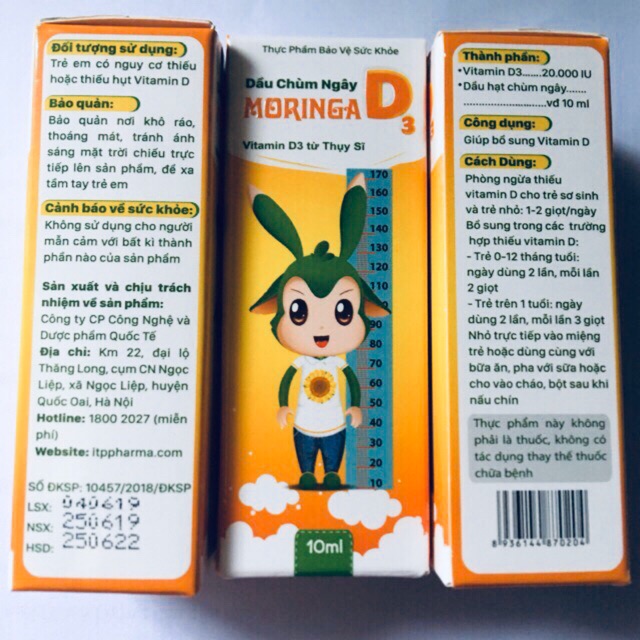 Đối tượng sử dụng:
Trẻ em có nguy cơ thiếu
hoặc thiếu hụt Vitamin D
Bảo quản:
Bảo quản nơi khô ráo,
thoáng mát, tránh ánh
sáng mặt trời chiếu trực
tiếp lên sản phẩm, để xa
tầm tay trẻ em
Cảnh báo về sức khỏe:
Không sử dụng cho người
mẫn cảm với bất kì thành
phần nào của sản phẩm
Sản xuất và chịu trách
nhiệm về sản phẩm:
Công ty CP Công Nghệ và
Dược phẩm Quốc Tế
Địa chỉ: Km 22, đại lộ
Thăng Long, cụm CN Ngọc
Liệp, xã Ngọc Liệp, huyện
Quốc Oai, Hà Nội
Hotline: 1800 2027 (miễn
phí)
Website: itppharma.com
SỐ ĐKSP: 10457/2018/ĐKSP
LSX: 040619
NSX: 250619
HSD: 250622
Thực Phẩm Bảo Vệ Sức Khỏe
Dầu Chùm Ngây
MORINGA D3
Vitamin D3 từ Thụy Sĩ
170
160
150
140
130
120
110
90
80
70
60
50
40
30
20
10
10ml
Thành phần:
•Vitamin D3.......20.000 IU
•Dầu hạt chùm ngây......
........................vđ 10 ml
Công dụng:
Giúp bổ sung Vitamin D
Cách Dùng:
Phòng ngừa thiếu
vitamin D cho trẻ sơ sinh
và trẻ nhỏ: 1-2 giọt/ngày
Bổ sung trong các trường
hợp thiếu vitamin D:
- Trẻ 0-12 tháng tuổi:
ngày dùng 2 lần, mỗi lần
2 giọt
- Trẻ trên 1 tuổi: ngày
dùng 2 lần, mỗi lần 3 giọt
Nhỏ trực tiếp vào miệng
trẻ hoặc dùng cùng với
bữa ăn, pha với sữa hoặc
cho vào cháo, bột sau khi
nấu chín
Thực phẩm này không
phải là thuốc, không có
tác dụng thay thế thuốc
chữa bệnh
8 936144 870204